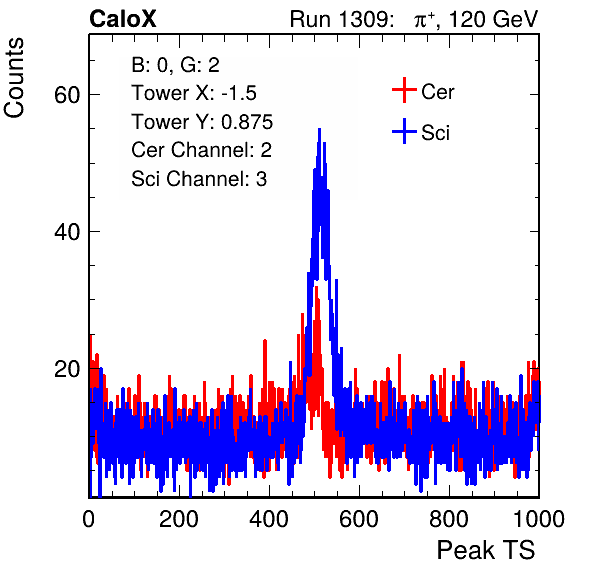 CaloX Run 1309: π⁺, 120 GeV
B: 0, G: 2
Tower X: -1.5
Tower Y: 0.875
Cer Channel: 2
Sci Channel: 3
Cer
Sci
Counts
60
40
20
0 200 400 600 800 1000
Peak TS